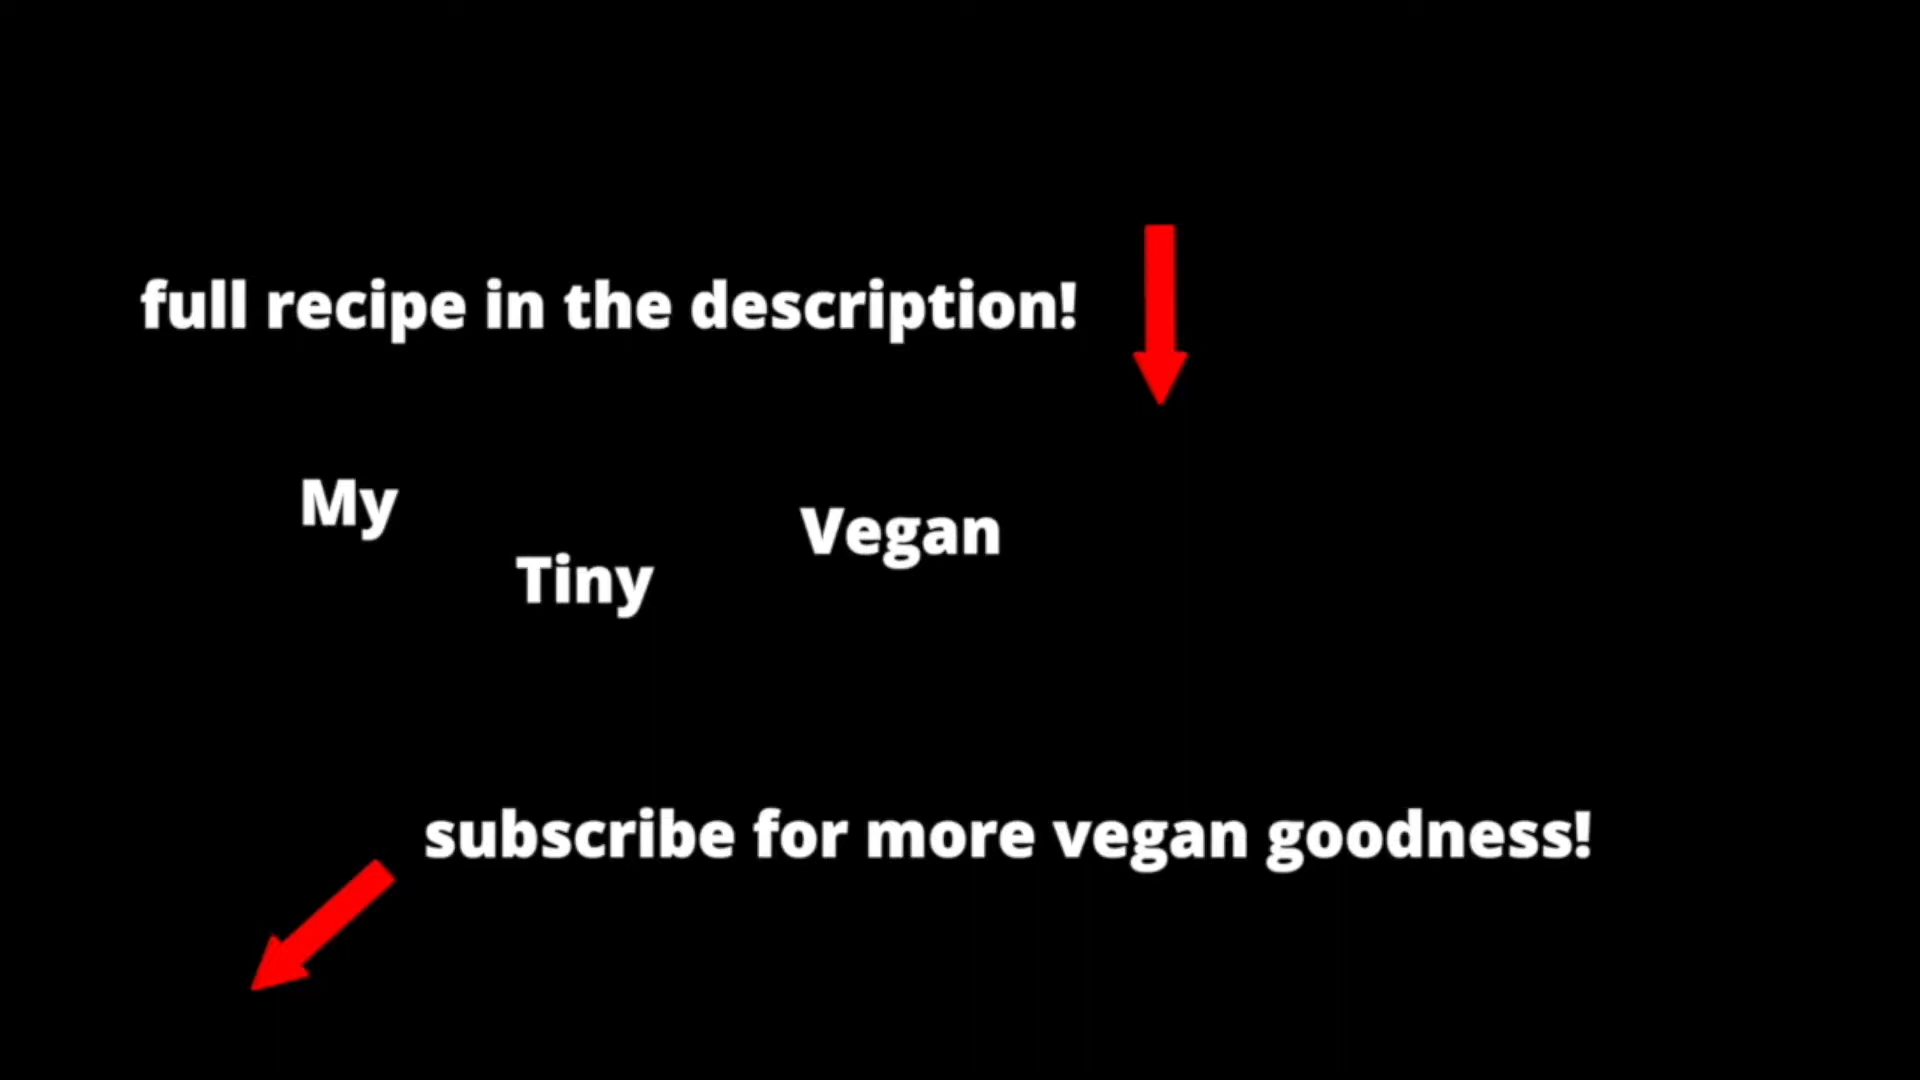 full recipe in the description!
My
Tiny
Vegan
subscribe for more vegan goodness!